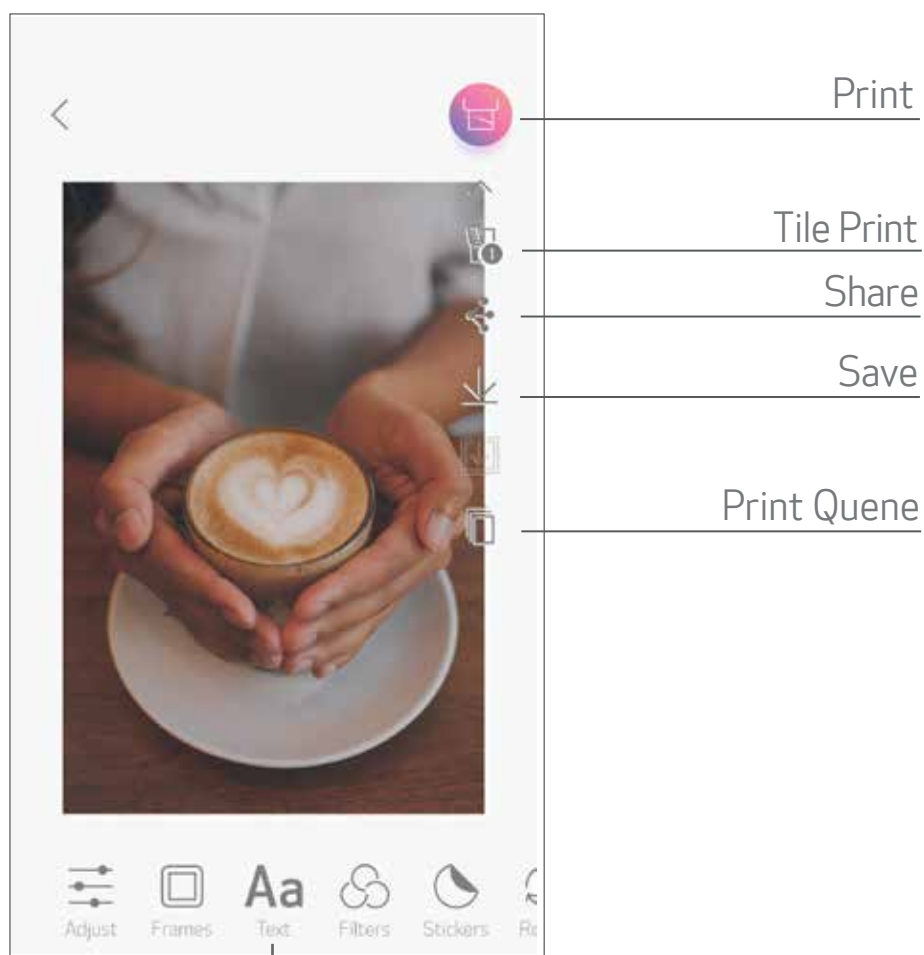 Print
Tile Print
Share
Save
Print Quene
Aa
Adjust Frames Text Filters Stickers